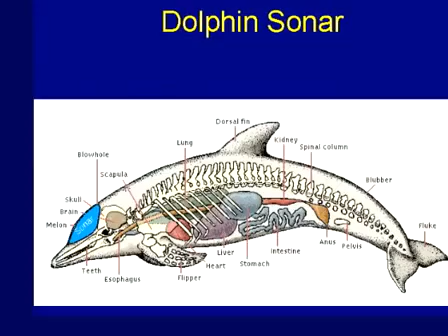 Dolphin Sonar
Dorsal fin
Kidney
Lung
Spinal column
Blowhole
Scapula
Blubber
Skull
Brain
Melon
Sonar
Fluke
Anus
Pelvis
Teeth
Esophagus
Flipper
Heart
Liver
Stomach
Intestine